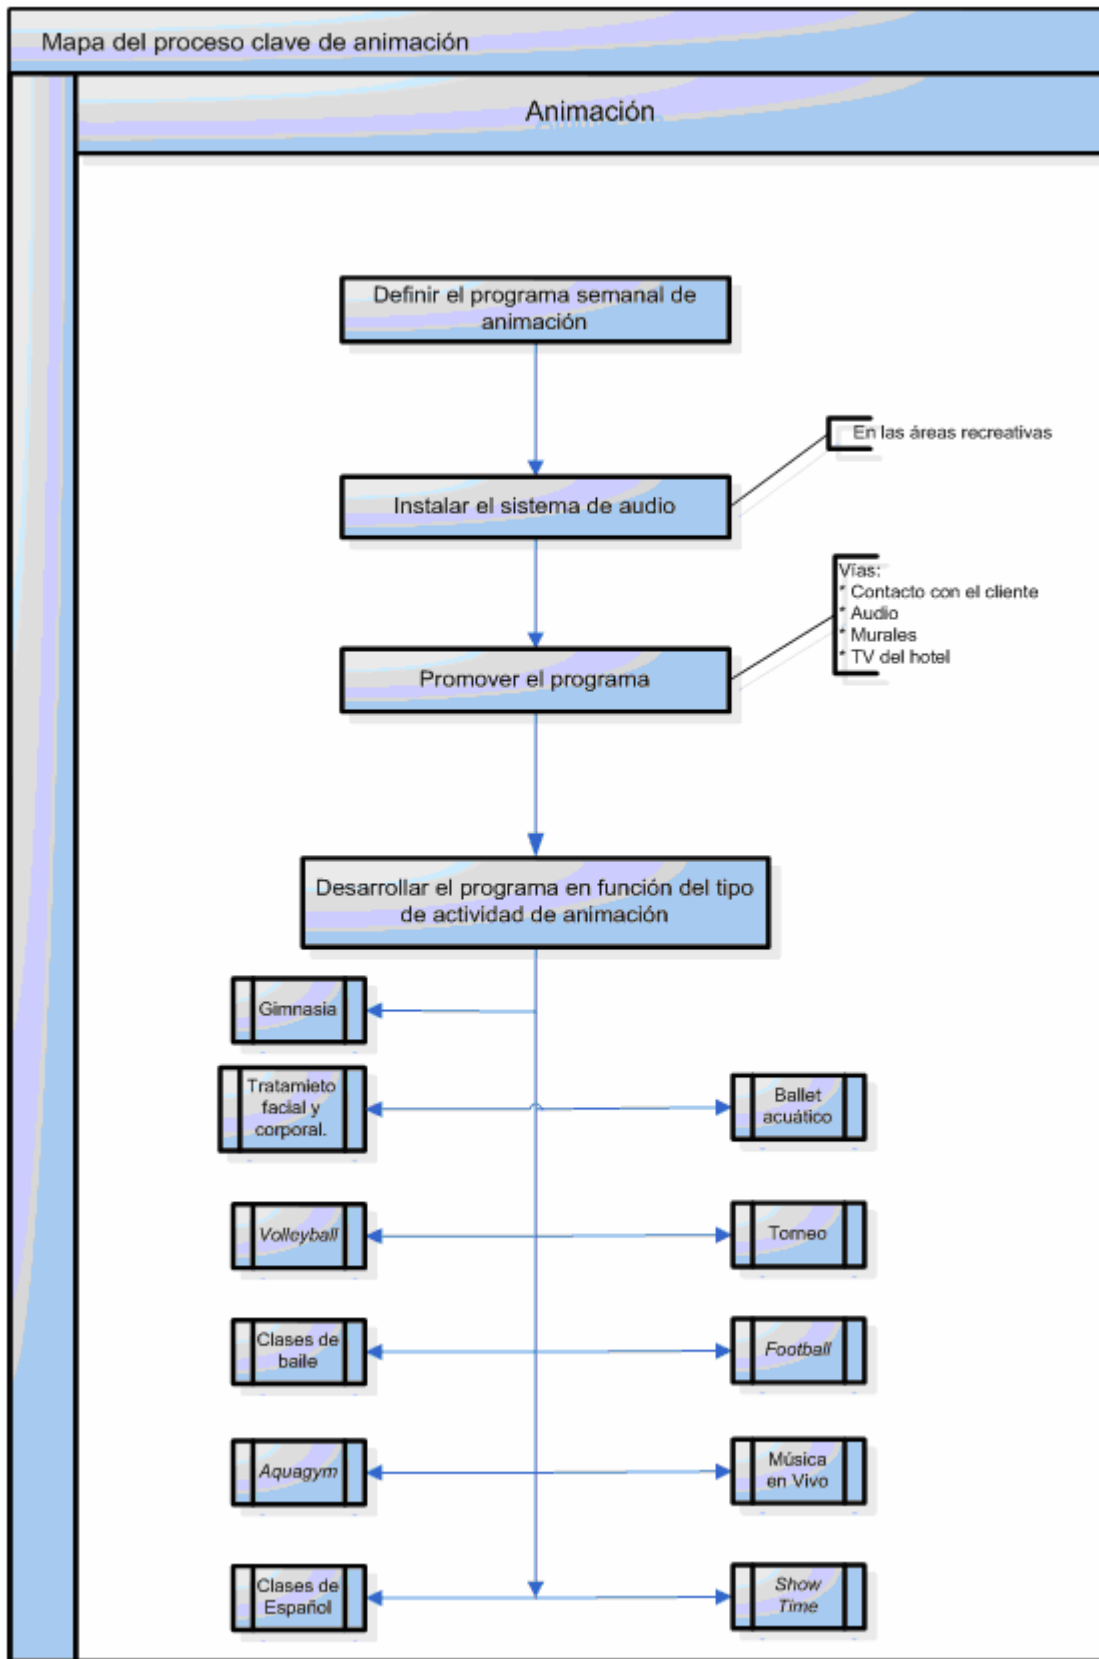 Mapa del proceso clave de animación
Animación
Definir el programa semanal de
animación
En las áreas recreativas
Instalar el sistema de audio
Vías:
* Contacto con el cliente
* Audio
* Murales
* TV del hotel
Promover el programa
Desarrollar el programa en función del tipo
de actividad de animación
Gimnasia
Tratamieto
facial y
corporal.
Ballet
acuático
Volleyball
Torneo
Clases de
baile
Football
Aquagym
Música
en Vivo
Clases de
Español
Show
Time